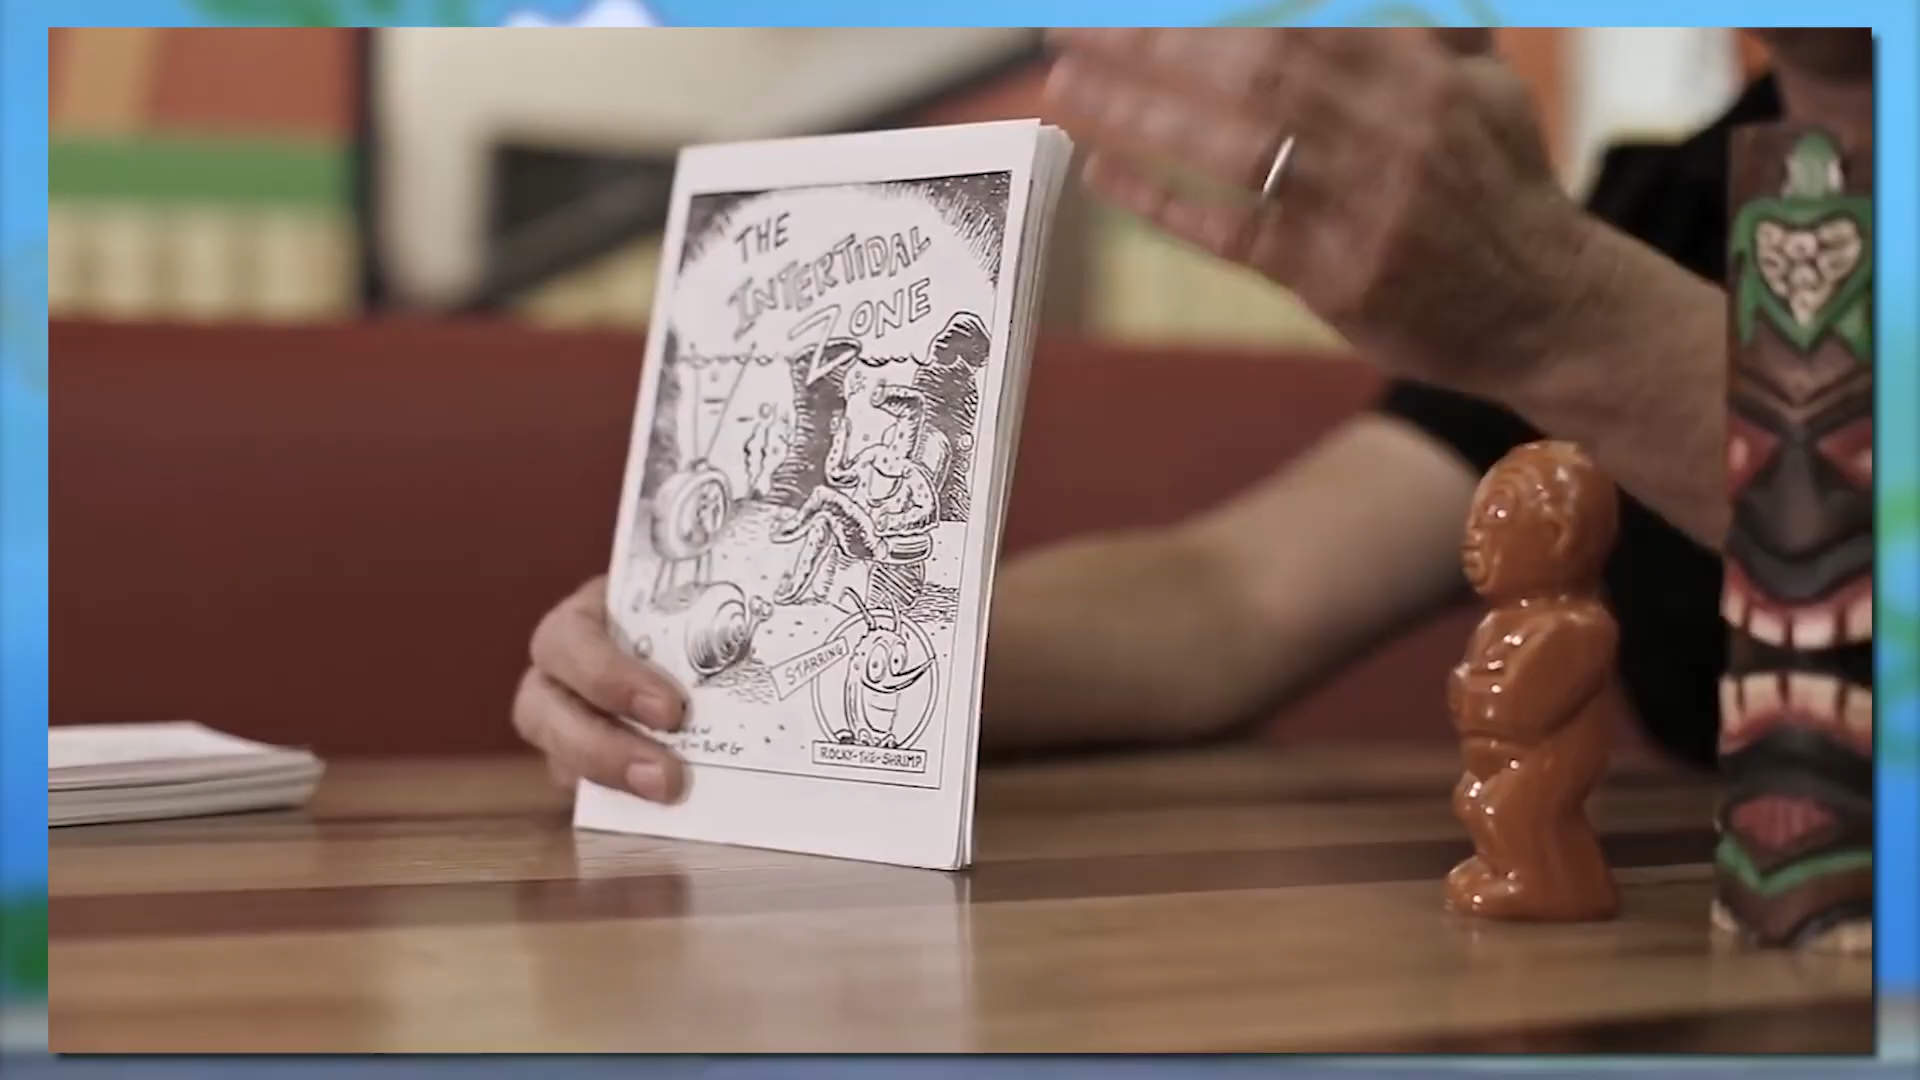 THE
INTERTIDAL
ZONE
STARRING
ROCKY-THE-SHRIMP